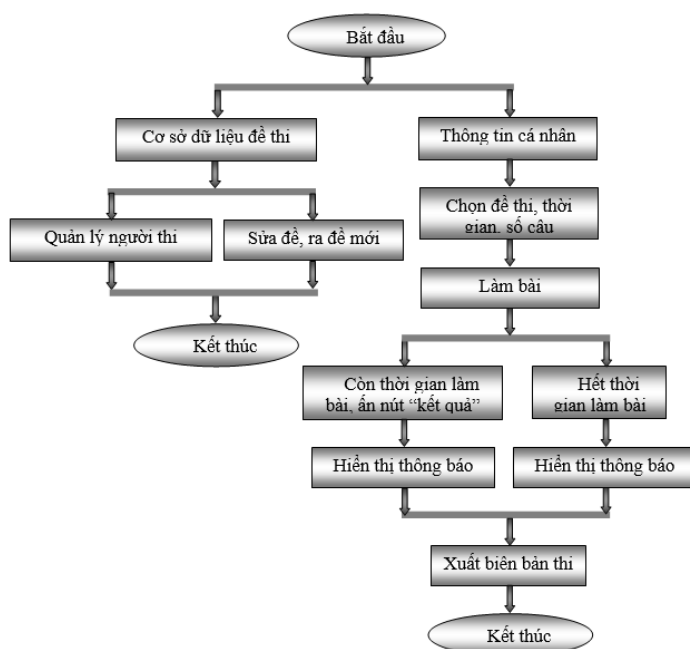 Bắt đầu
Cơ sở dữ liệu đề thi
Thông tin cá nhân
Quản lý người thi
Sửa đề, ra đề mới
Chọn đề thi, thời
gian, số câu
Làm bài
Kết thúc
Còn thời gian làm
bài, ấn nút “kết quả”
Hết thời
gian làm bài
Hiển thị thông báo
Hiển thị thông báo
Xuất biên bản thi
Kết thúc